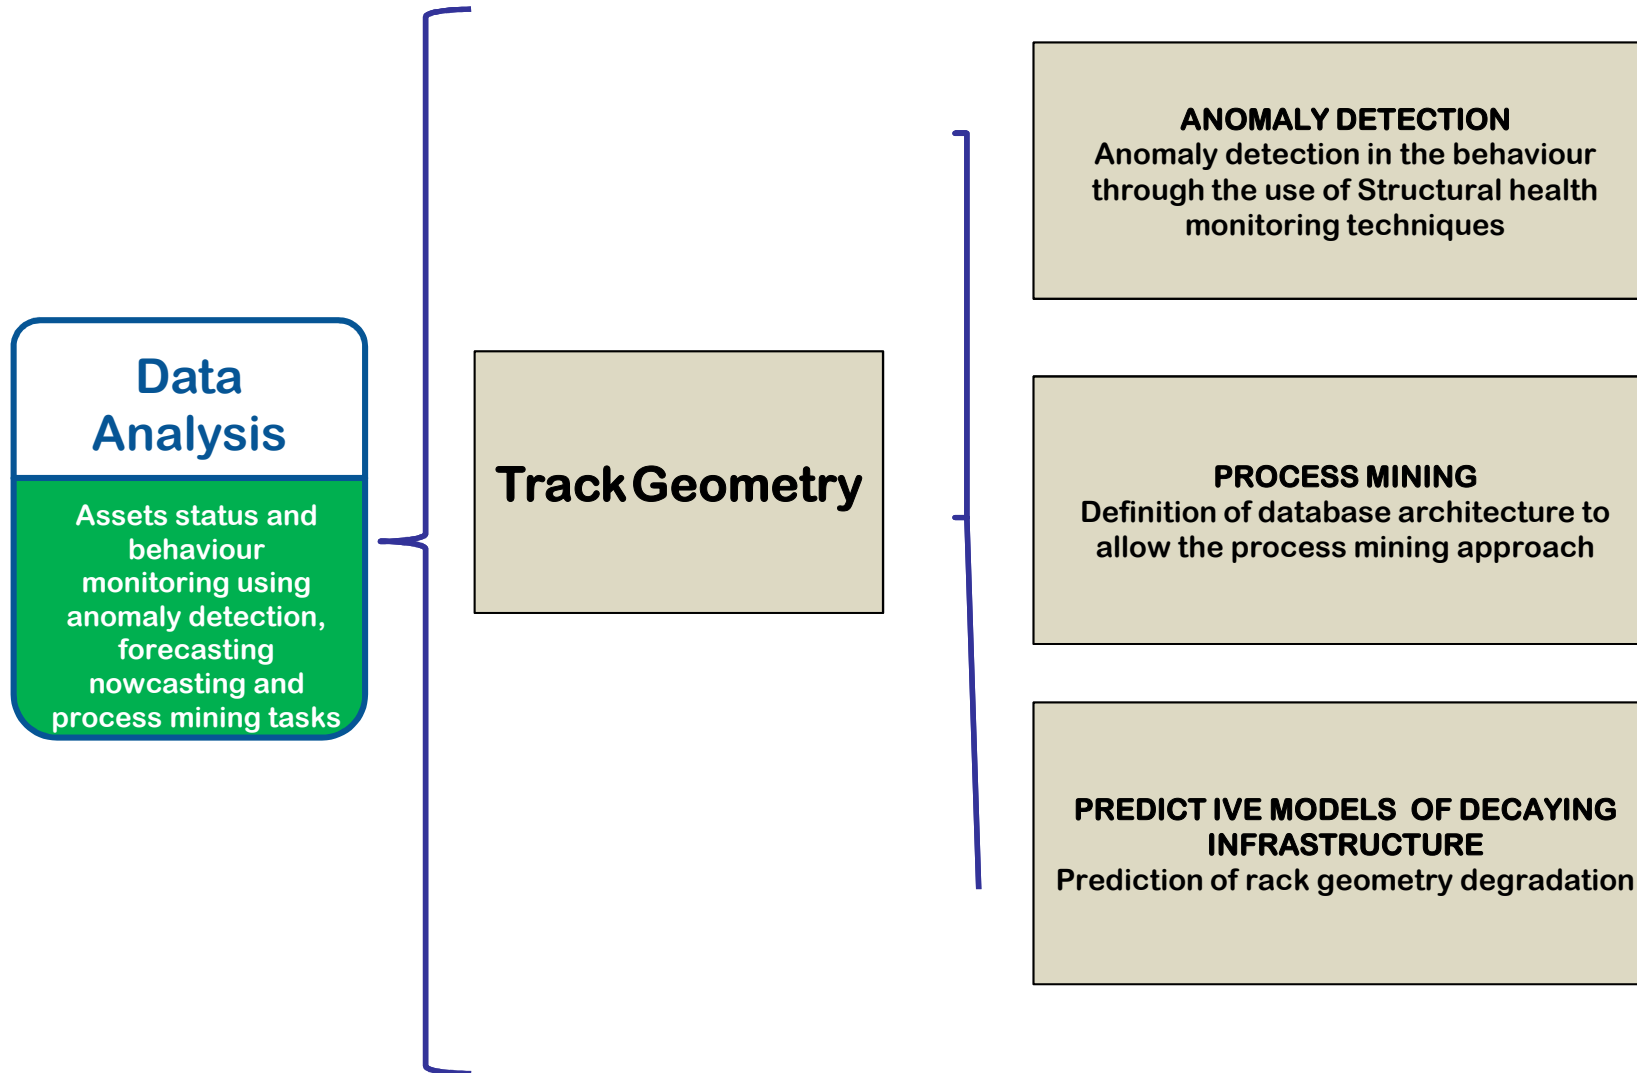 Data
Analysis
Assets status and
behaviour
monitoring using
anomaly detection,
forecasting
nowcasting and
process mining tasks
Track Geometry
ANOMALY DETECTION
Anomaly detection in the behaviour
through the use of Structural health
monitoring techniques
PROCESS MINING
Definition of database architecture to
allow the process mining approach
PREDICT IVE MODELS OF DECAYING
INFRASTRUCTURE
Prediction of rack geometry degradation